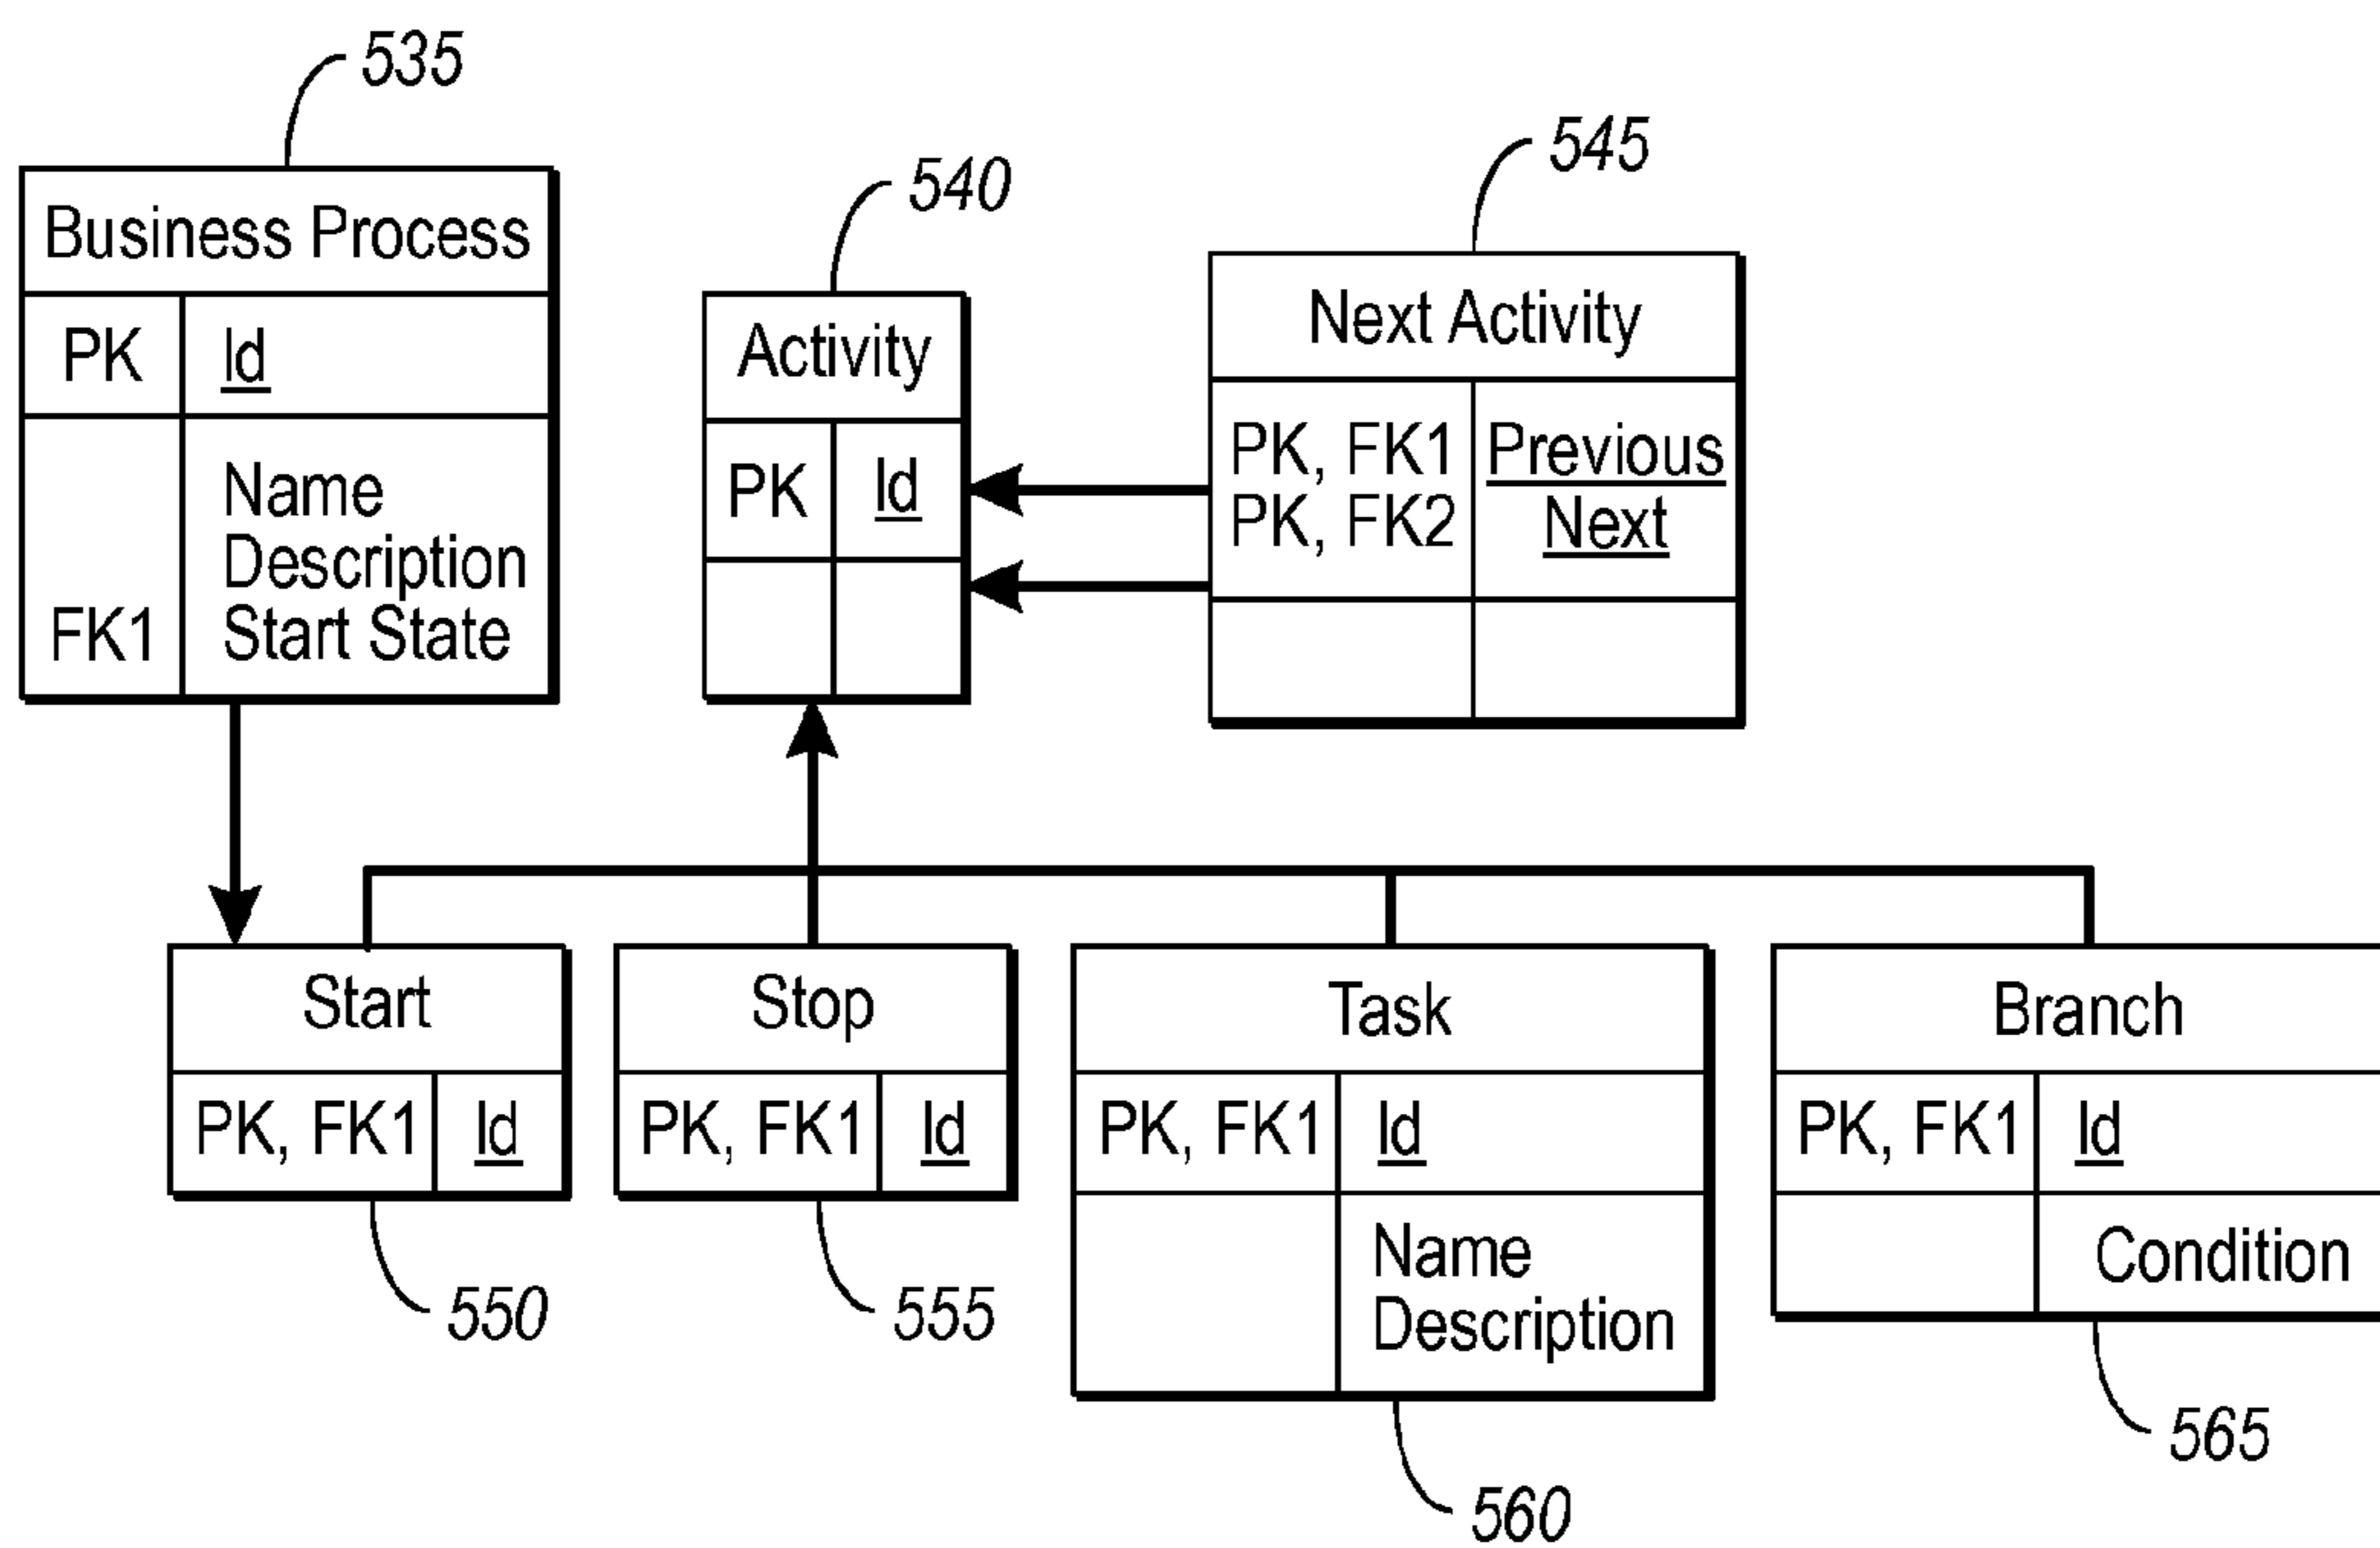 535
540
545
Business Process
PK Id
Name
Description
FK1 Start State
Activity
PK Id
Next Activity
PK, FK1 Previous
PK, FK2 Next
Start
PK, FK1 Id
550
Stop
PK, FK1 Id
555
Task
PK, FK1 Id
Name
Description
560
Branch
PK, FK1 Id
Condition
565